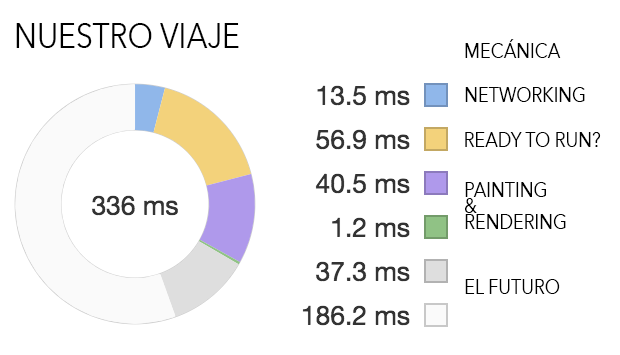 NUESTRO VIAJE
336 ms
MECÁNICA
13.5 ms NETWORKING
56.9 ms READY TO RUN?
40.5 ms PAINTING
&
1.2 ms RENDERING
37.3 ms
EL FUTURO
186.2 ms